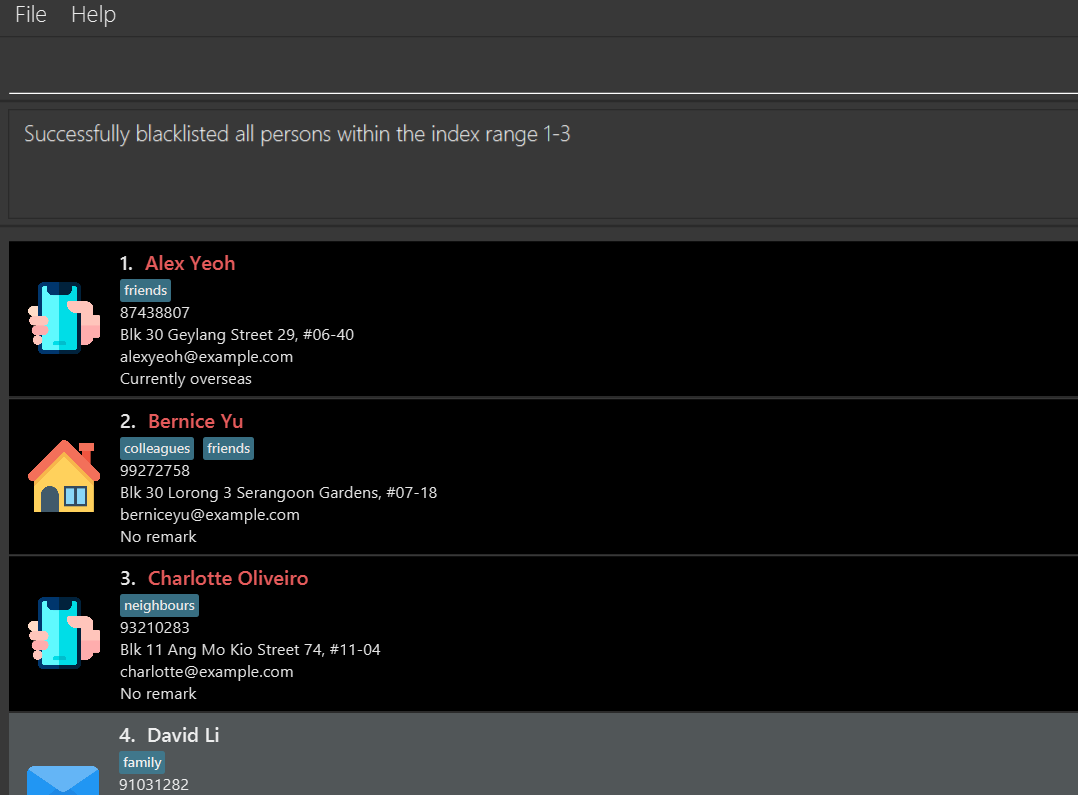 File Help
Successfully blacklisted all persons within the index range 1-3
1. Alex Yeoh
friends
87438807
Blk 30 Geylang Street 29, #06-40
alexyeoh@example.com
Currently overseas
2. Bernice Yu
colleagues friends
99272758
Blk 30 Lorong 3 Serangoon Gardens, #07-18
berniceyu@example.com
No remark
3. Charlotte Oliveiro
neighbours
93210283
Blk 11 Ang Mo Kio Street 74, #11-04
charlotte@example.com
No remark
4. David Li
family
91031282